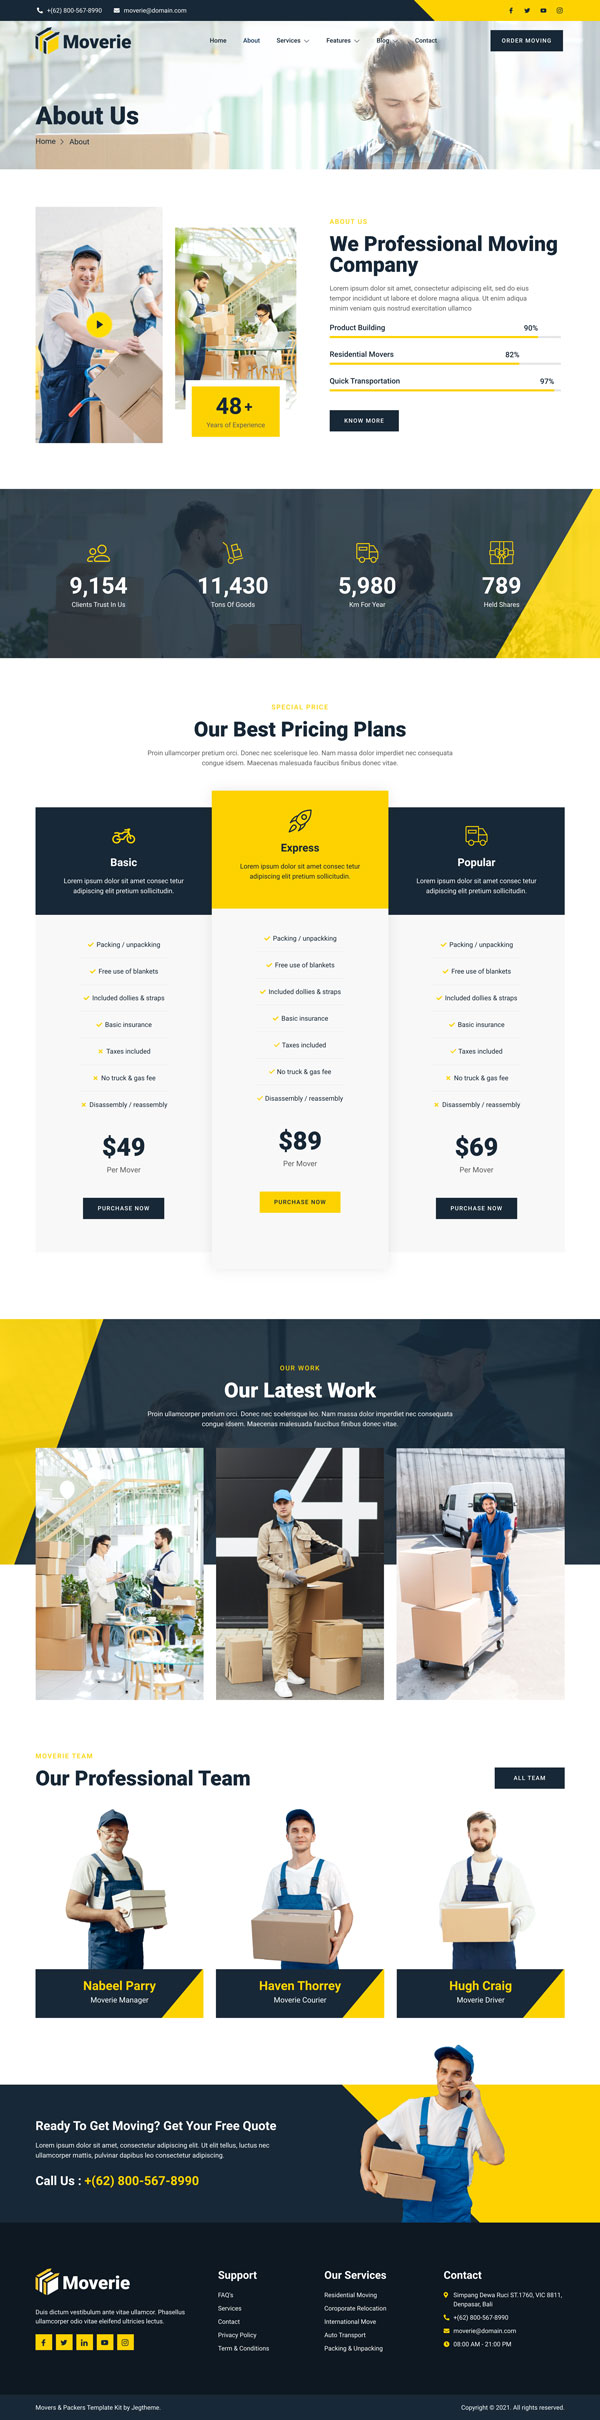 +(62) 800-567-8990 moverie@domain.com
Moverie Home About Services Features Blog Contact ORDER MOVING
About Us
Home > About
ABOUT US
We Professional Moving
Company
Lorem ipsum dolor sit amet, consectetur adipiscing elit, sed do eius
tempor incididunt ut labore et dolore magna aliqua. Ut enim adiqua
minim veniam quis nostrud exercitation ullamco
Product Building 90%
Residential Movers 82%
Quick Transportation 97%
KNOW MORE
48+
Years of Experience
9,154 11,430 5,980 789
Clients Trust In Us Tons Of Goods Km For Year Held Shares
SPECIAL PRICE
Our Best Pricing Plans
Proin ullamcorper pretium orci. Donec nec scelerisque leo. Nam massa dolor imperdiet nec consequata
congue idsem. Maecenas malesuada faucibus finibus donec vitae.
Basic
Lorem ipsum dolor sit amet consec tetur
adipiscing elit pretium sollicitudin.
Packing / unpackking
Free use of blankets
Included dollies & straps
Basic insurance
Taxes included
No truck & gas fee
Disassembly / reassembly
$49
Per Mover
PURCHASE NOW
Express
Lorem ipsum dolor sit amet consec tetur
adipiscing elit pretium sollicitudin.
Packing / unpackking
Free use of blankets
Included dollies & straps
Basic insurance
Taxes included
No truck & gas fee
Disassembly / reassembly
$89
Per Mover
PURCHASE NOW
Popular
Lorem ipsum dolor sit amet consec tetur
adipiscing elit pretium sollicitudin.
Packing / unpackking
Free use of blankets
Included dollies & straps
Basic insurance
Taxes included
No truck & gas fee
Disassembly / reassembly
$69
Per Mover
PURCHASE NOW
OUR WORK
Our Latest Work
Proin ullamcorper pretium orci. Donec nec scelerisque leo. Nam massa dolor imperdiet nec consequata
congue idsem. Maecenas malesuada faucibus finibus donec vitae.
4
MOVERIE TEAM
Our Professional Team
ALL TEAM
Nabeel Parry Haven Thorrey Hugh Craig
Moverie Manager Moverie Courier Moverie Driver
Ready To Get Moving? Get Your Free Quote
Lorem ipsum dolor sit amet, consectetur adipiscing elit. Ut elit tellus, luctus nec
ullamcorper mattis, pulvinar dapibus leo consectetur adipiscing.
Call Us : +(62) 800-567-8990
Moverie
Duis dictum vestibulum ante vitae ullamcor. Phasellus
ullamcorper odio vitae eleifend ultricies lectus.
Support
FAQ's
Services
Contact
Privacy Policy
Term & Conditions
Our Services
Residential Moving
Coroporate Relocation
International Move
Auto Transport
Packing & Unpacking
Contact
Simpang Dewa Ruci ST.1760, VIC 8811,
Denpasar, Bali
+(62) 800-567-8990
moverie@domain.com
08:00 AM - 21:00 PM
Movers & Packers Template Kit by Jegtheme. Copyright © 2021. All rights reserved.